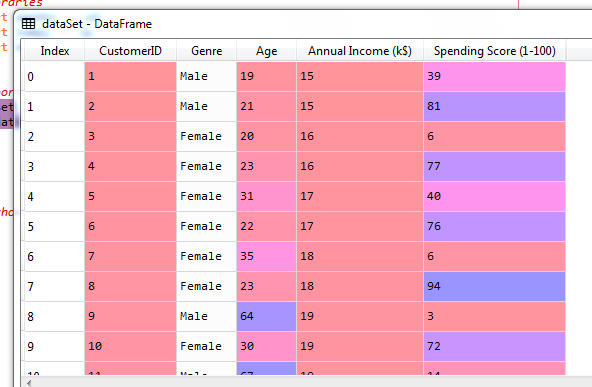 braries
dataSet - DataFrame
Index CustomerID Genre Age Annual Income (k$) Spending Score (1-100)
0 1 Male 19 15 39
1 2 Male 21 15 81
2 3 Female 20 16 6
3 4 Female 23 16 77
4 5 Female 31 17 40
5 6 Female 22 17 76
6 7 Female 35 18 6
7 8 Female 23 18 94
8 9 Male 64 19 3
9 10 Female 30 19 72
10 11 Male 67 19 14